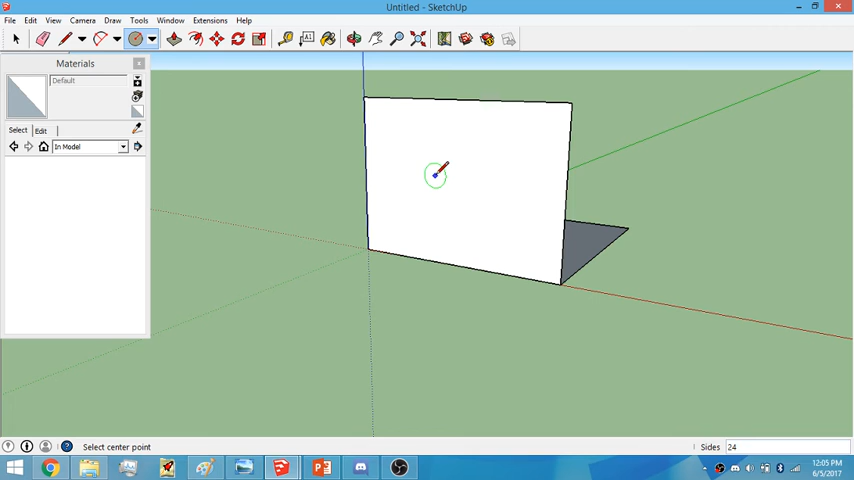 Untitled - SketchUp
File Edit View Camera Draw Tools Window Extensions Help
A1
Materials
x
Default
Select Edit
In Model
Select center point
Sides 24
12:05 PM
6/5/2017